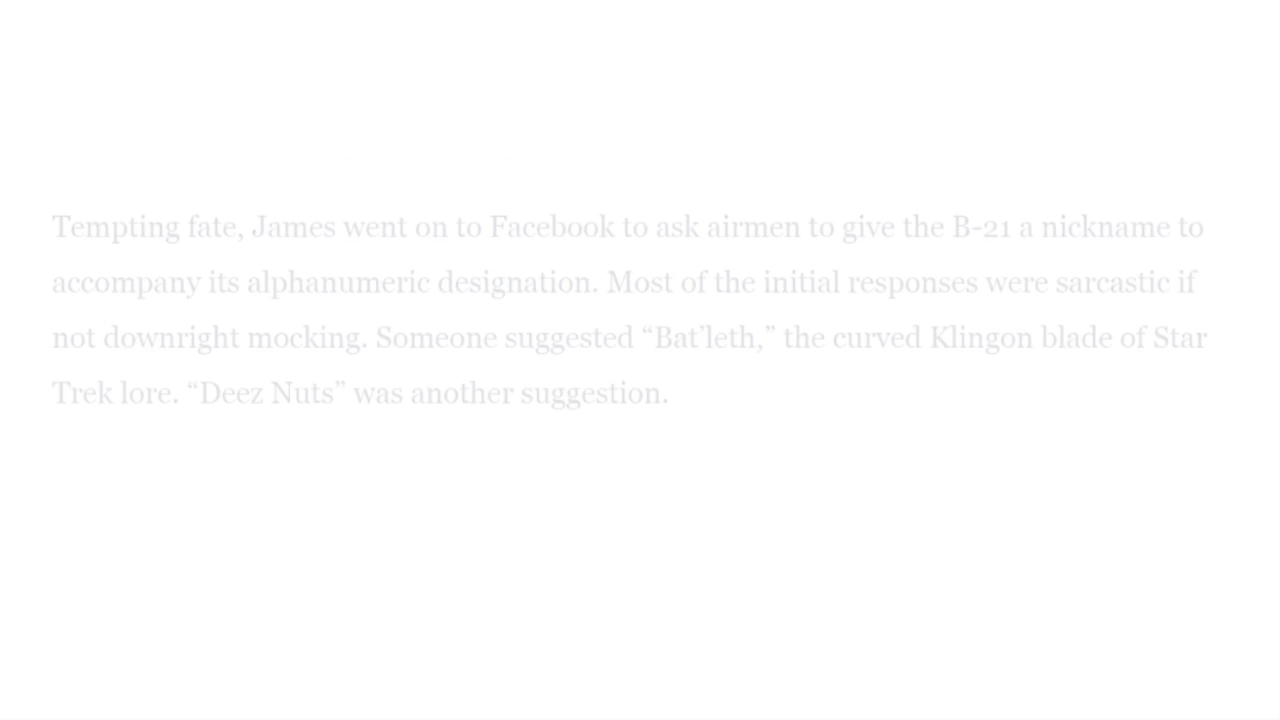 Tempting fate, James went on to Facebook to ask airmen to give the B-21 a nickname to
accompany its alphanumeric designation. Most of the initial responses were sarcastic if
not downright mocking. Someone suggested “Bat’leth,” the curved Klingon blade of Star
Trek lore. “Deez Nuts” was another suggestion.